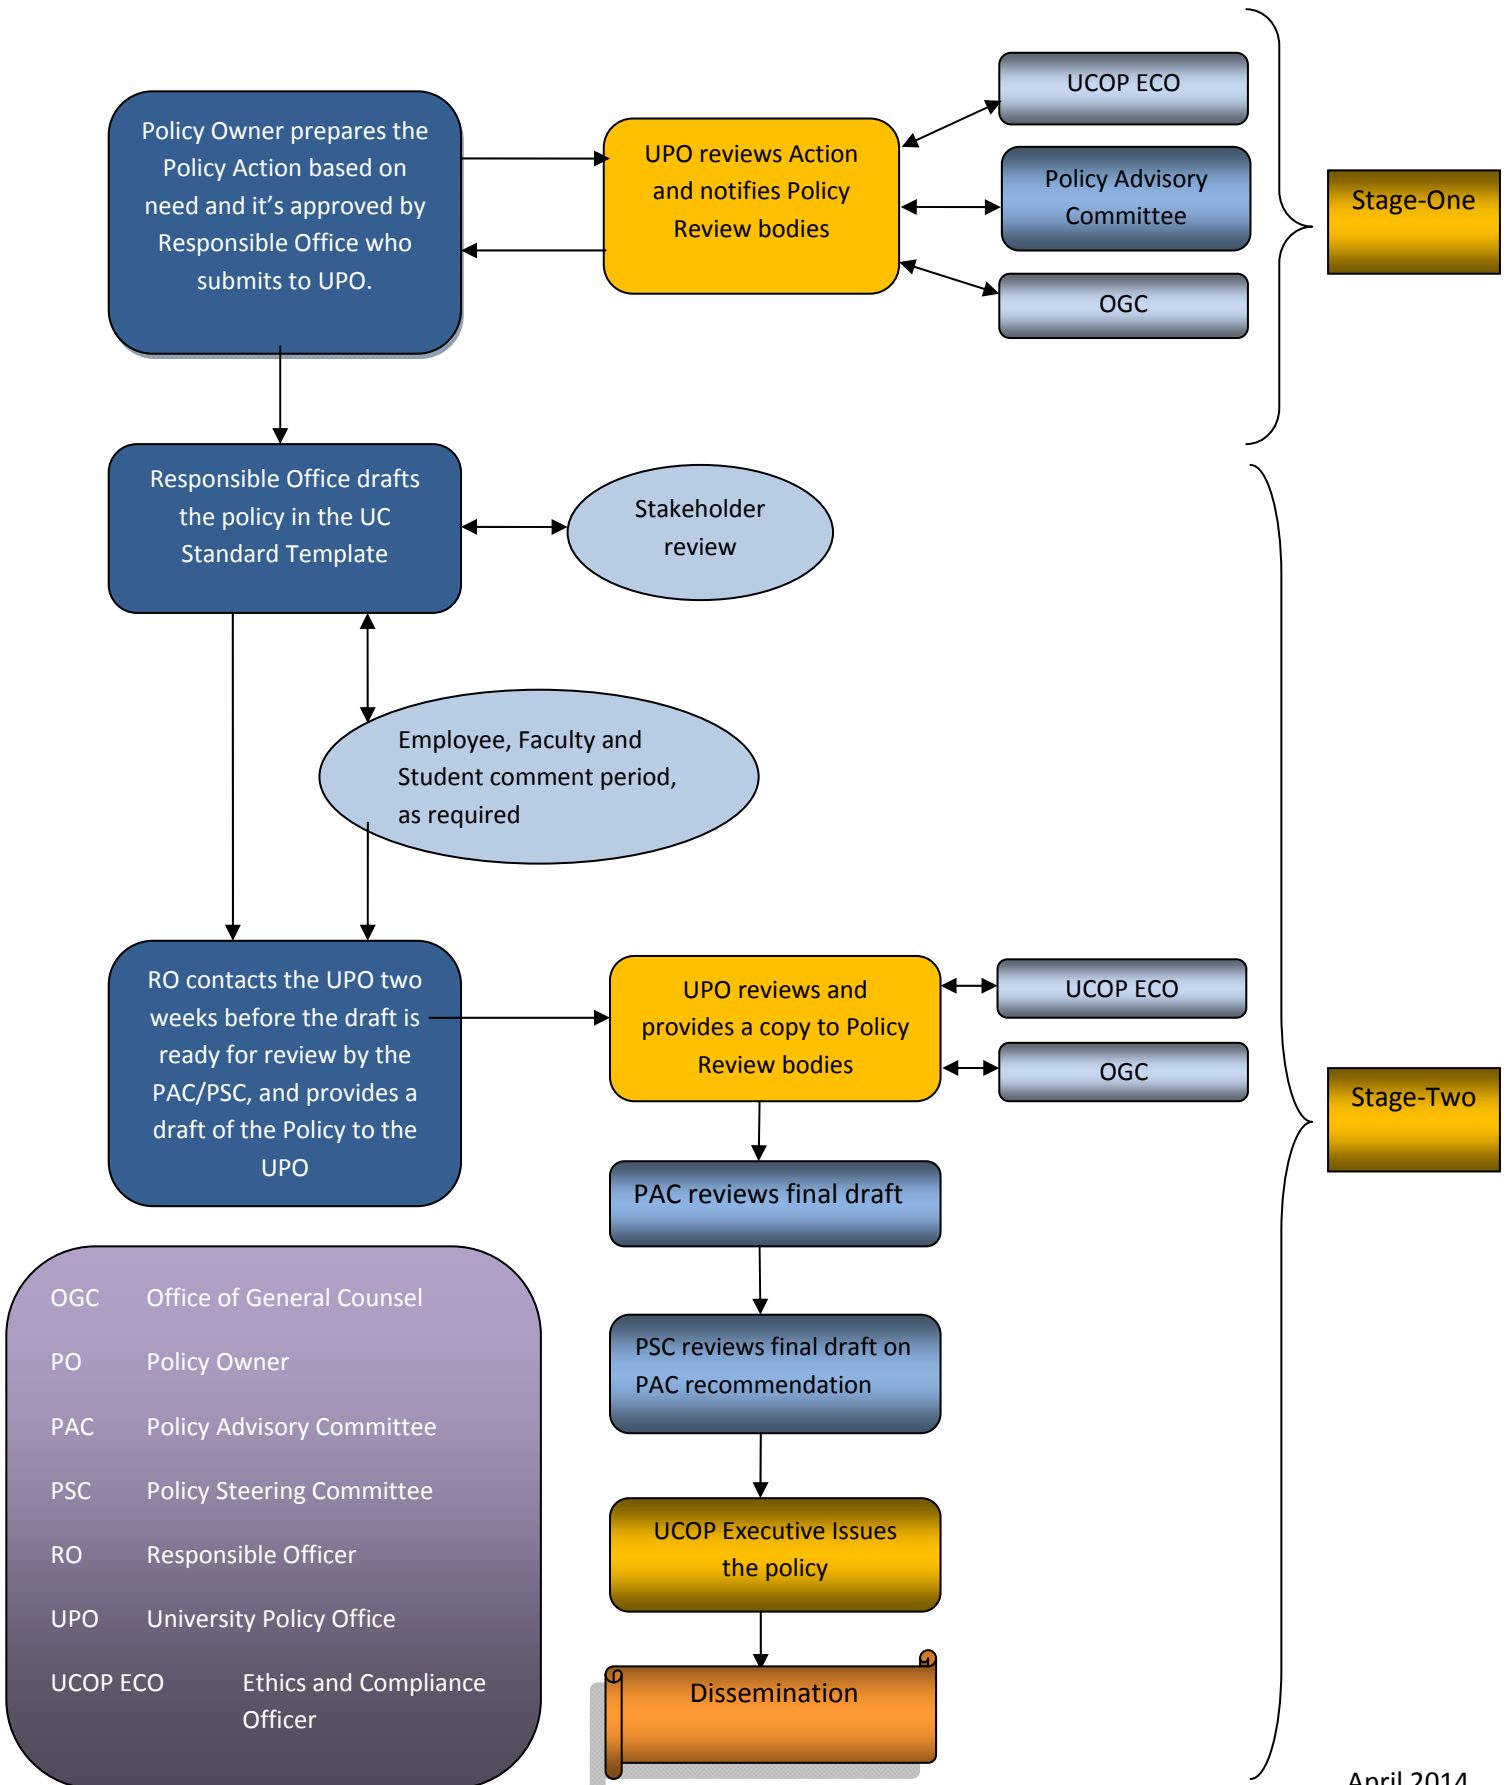 Policy Owner prepares the
Policy Action based on
need and it’s approved by
Responsible Office who
submits to UPO.
UPO reviews Action
and notifies Policy
Review bodies
UCOP ECO
Policy Advisory
Committee
OGC
Stage-One
Responsible Office drafts
the policy in the UC
Standard Template
Stakeholder
review
Employee, Faculty and
Student comment period,
as required
RO contacts the UPO two
weeks before the draft is
ready for review by the
PAC/PSC, and provides a
draft of the Policy to the
UPO
UPO reviews and
provides a copy to Policy
Review bodies
UCOP ECO
OGC
Stage-Two
PAC reviews final draft
PSC reviews final draft on
PAC recommendation
UCOP Executive Issues
the policy
Dissemination
OGC Office of General Counsel
PO Policy Owner
PAC Policy Advisory Committee
PSC Policy Steering Committee
RO Responsible Officer
UPO University Policy Office
UCOP ECO Ethics and Compliance
Officer
April 2014